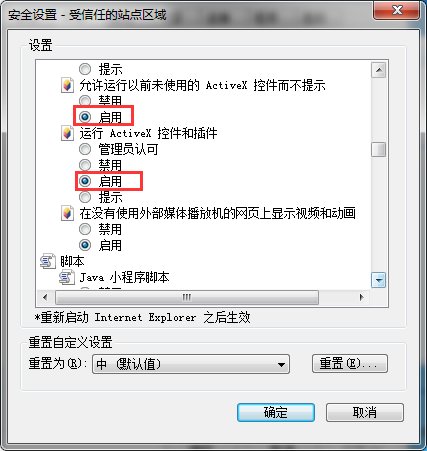 安全设置 - 受信任的站点区域
设置
提示
允许运行以前未使用的 ActiveX 控件而不提示
禁用
启用
运行 ActiveX 控件和插件
管理员认可
禁用
启用
提示
在没有使用外部媒体播放机的网页上显示视频和动画
禁用
启用
脚本
Java 小程序脚本
*重新启动 Internet Explorer 之后生效
重置自定义设置
重置为(R): 中 (默认值) 重置(E)...
确定 取消